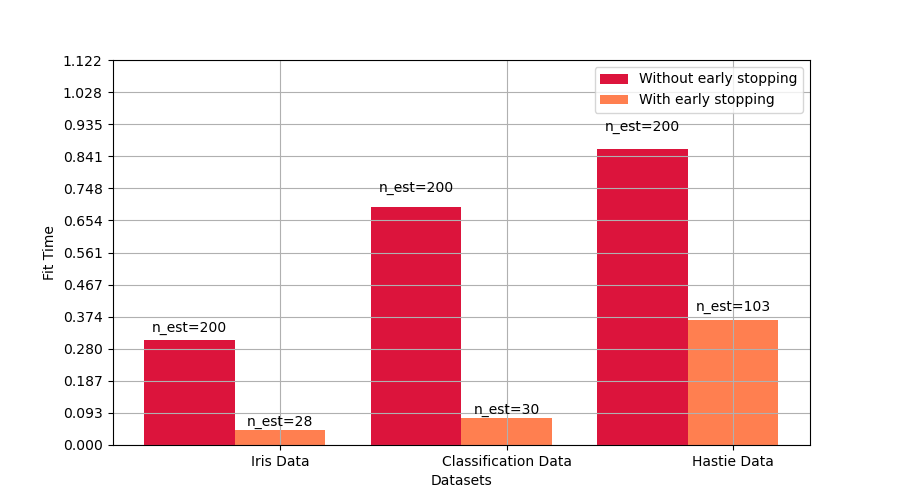 1.122
1.028
0.935
0.841
0.748
0.654
0.561
0.467
0.374
0.280
0.187
0.093
0.000
Fit Time
Without early stopping
With early stopping
n_est=200
n_est=200
n_est=200
n_est=103
n_est=28
n_est=30
Iris Data
Classification Data
Hastie Data
Datasets